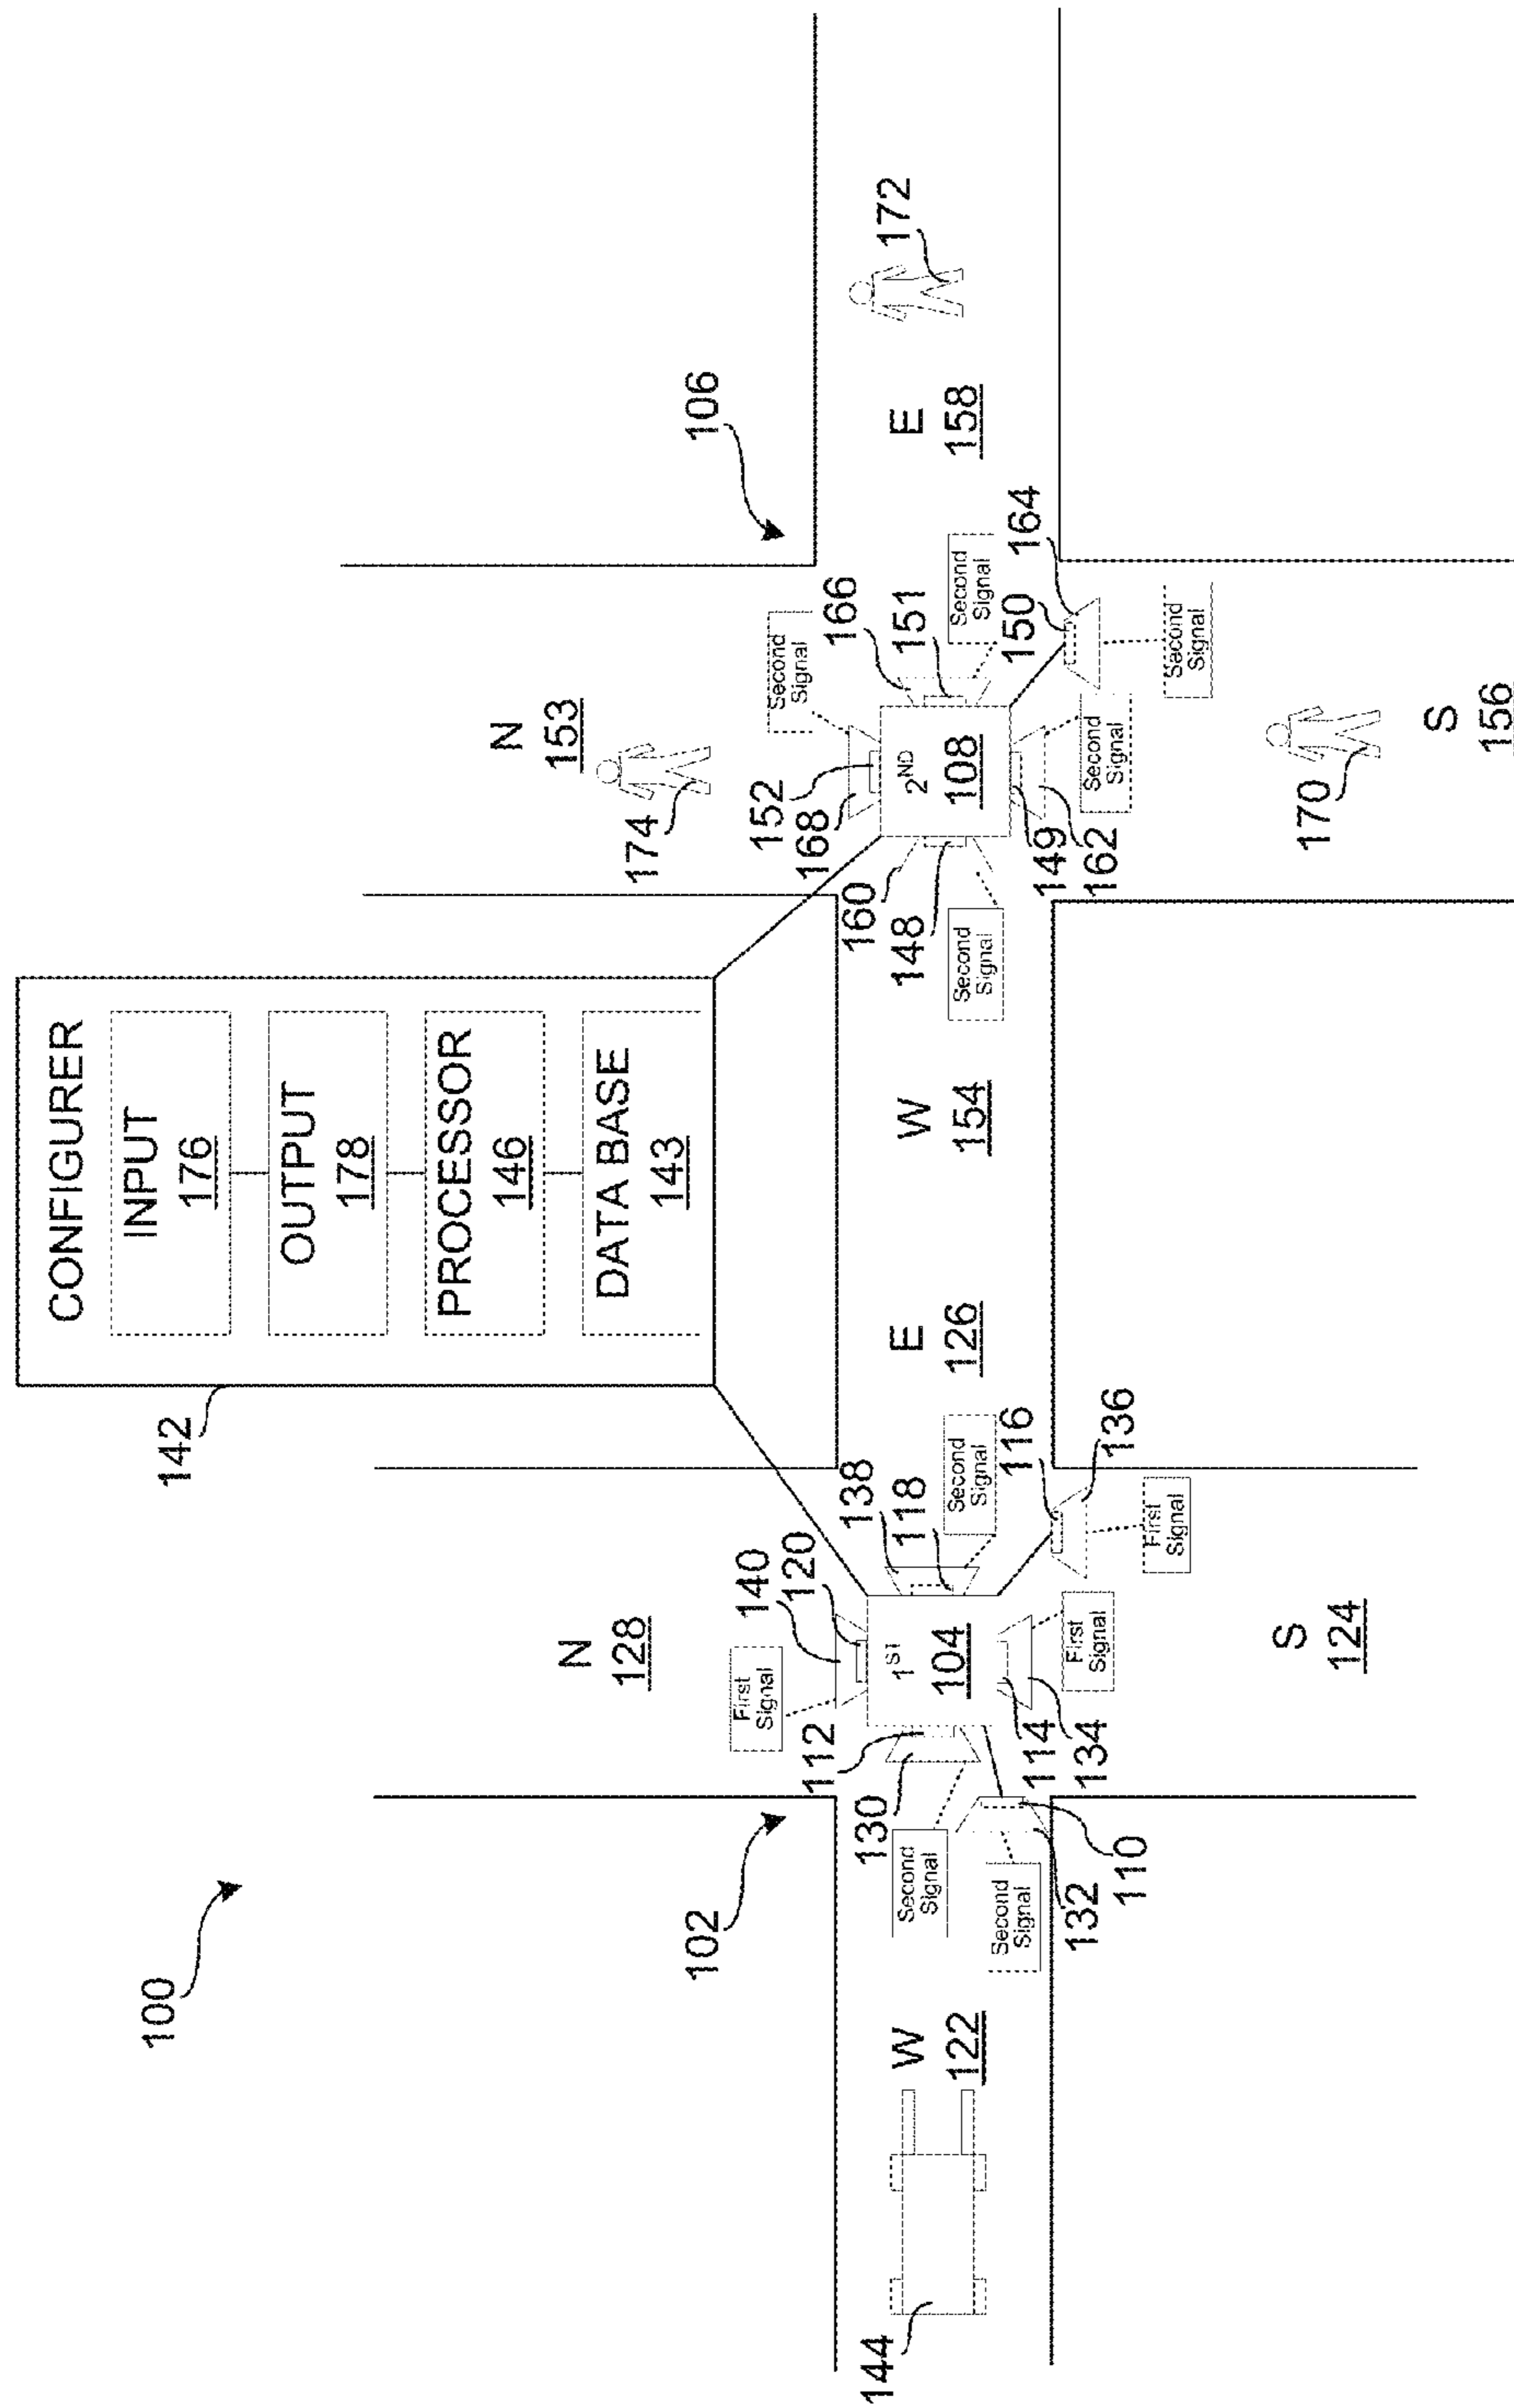 100
142
CONFIGURER
INPUT
176
OUTPUT
178
PROCESSOR
146
DATA BASE
143
102
106
N
128
N
153
174
First
Signal
140
120
138
118
Second
Signal
112
130
Second
Signal
1ST
104
116
136
First
Signal
First
Signal
114
134
Second
Signal
132
110
144
W
122
S
124
E
126
W
154
152
168
Second
Signal
166
151
Second
Signal
160
148
Second
Signal
2ND
108
150
164
Second
Signal
Second
Signal
149
162
170
S
156
E
158
172